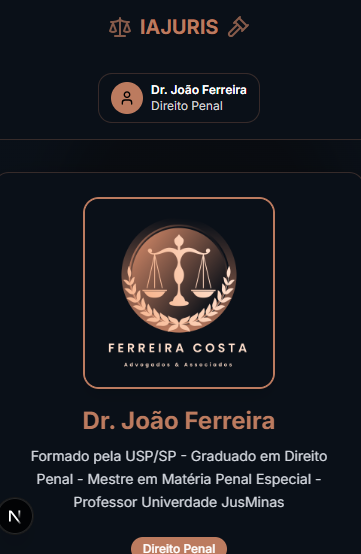 IAJURIS
Dr. João Ferreira
Direito Penal
FERREIRA COSTA
Advogados & Associados
Dr. João Ferreira
Formado pela USP/SP - Graduado em Direito
Penal - Mestre em Matéria Penal Especial -
Professor Univerdade JusMinas
N
Direito Penal